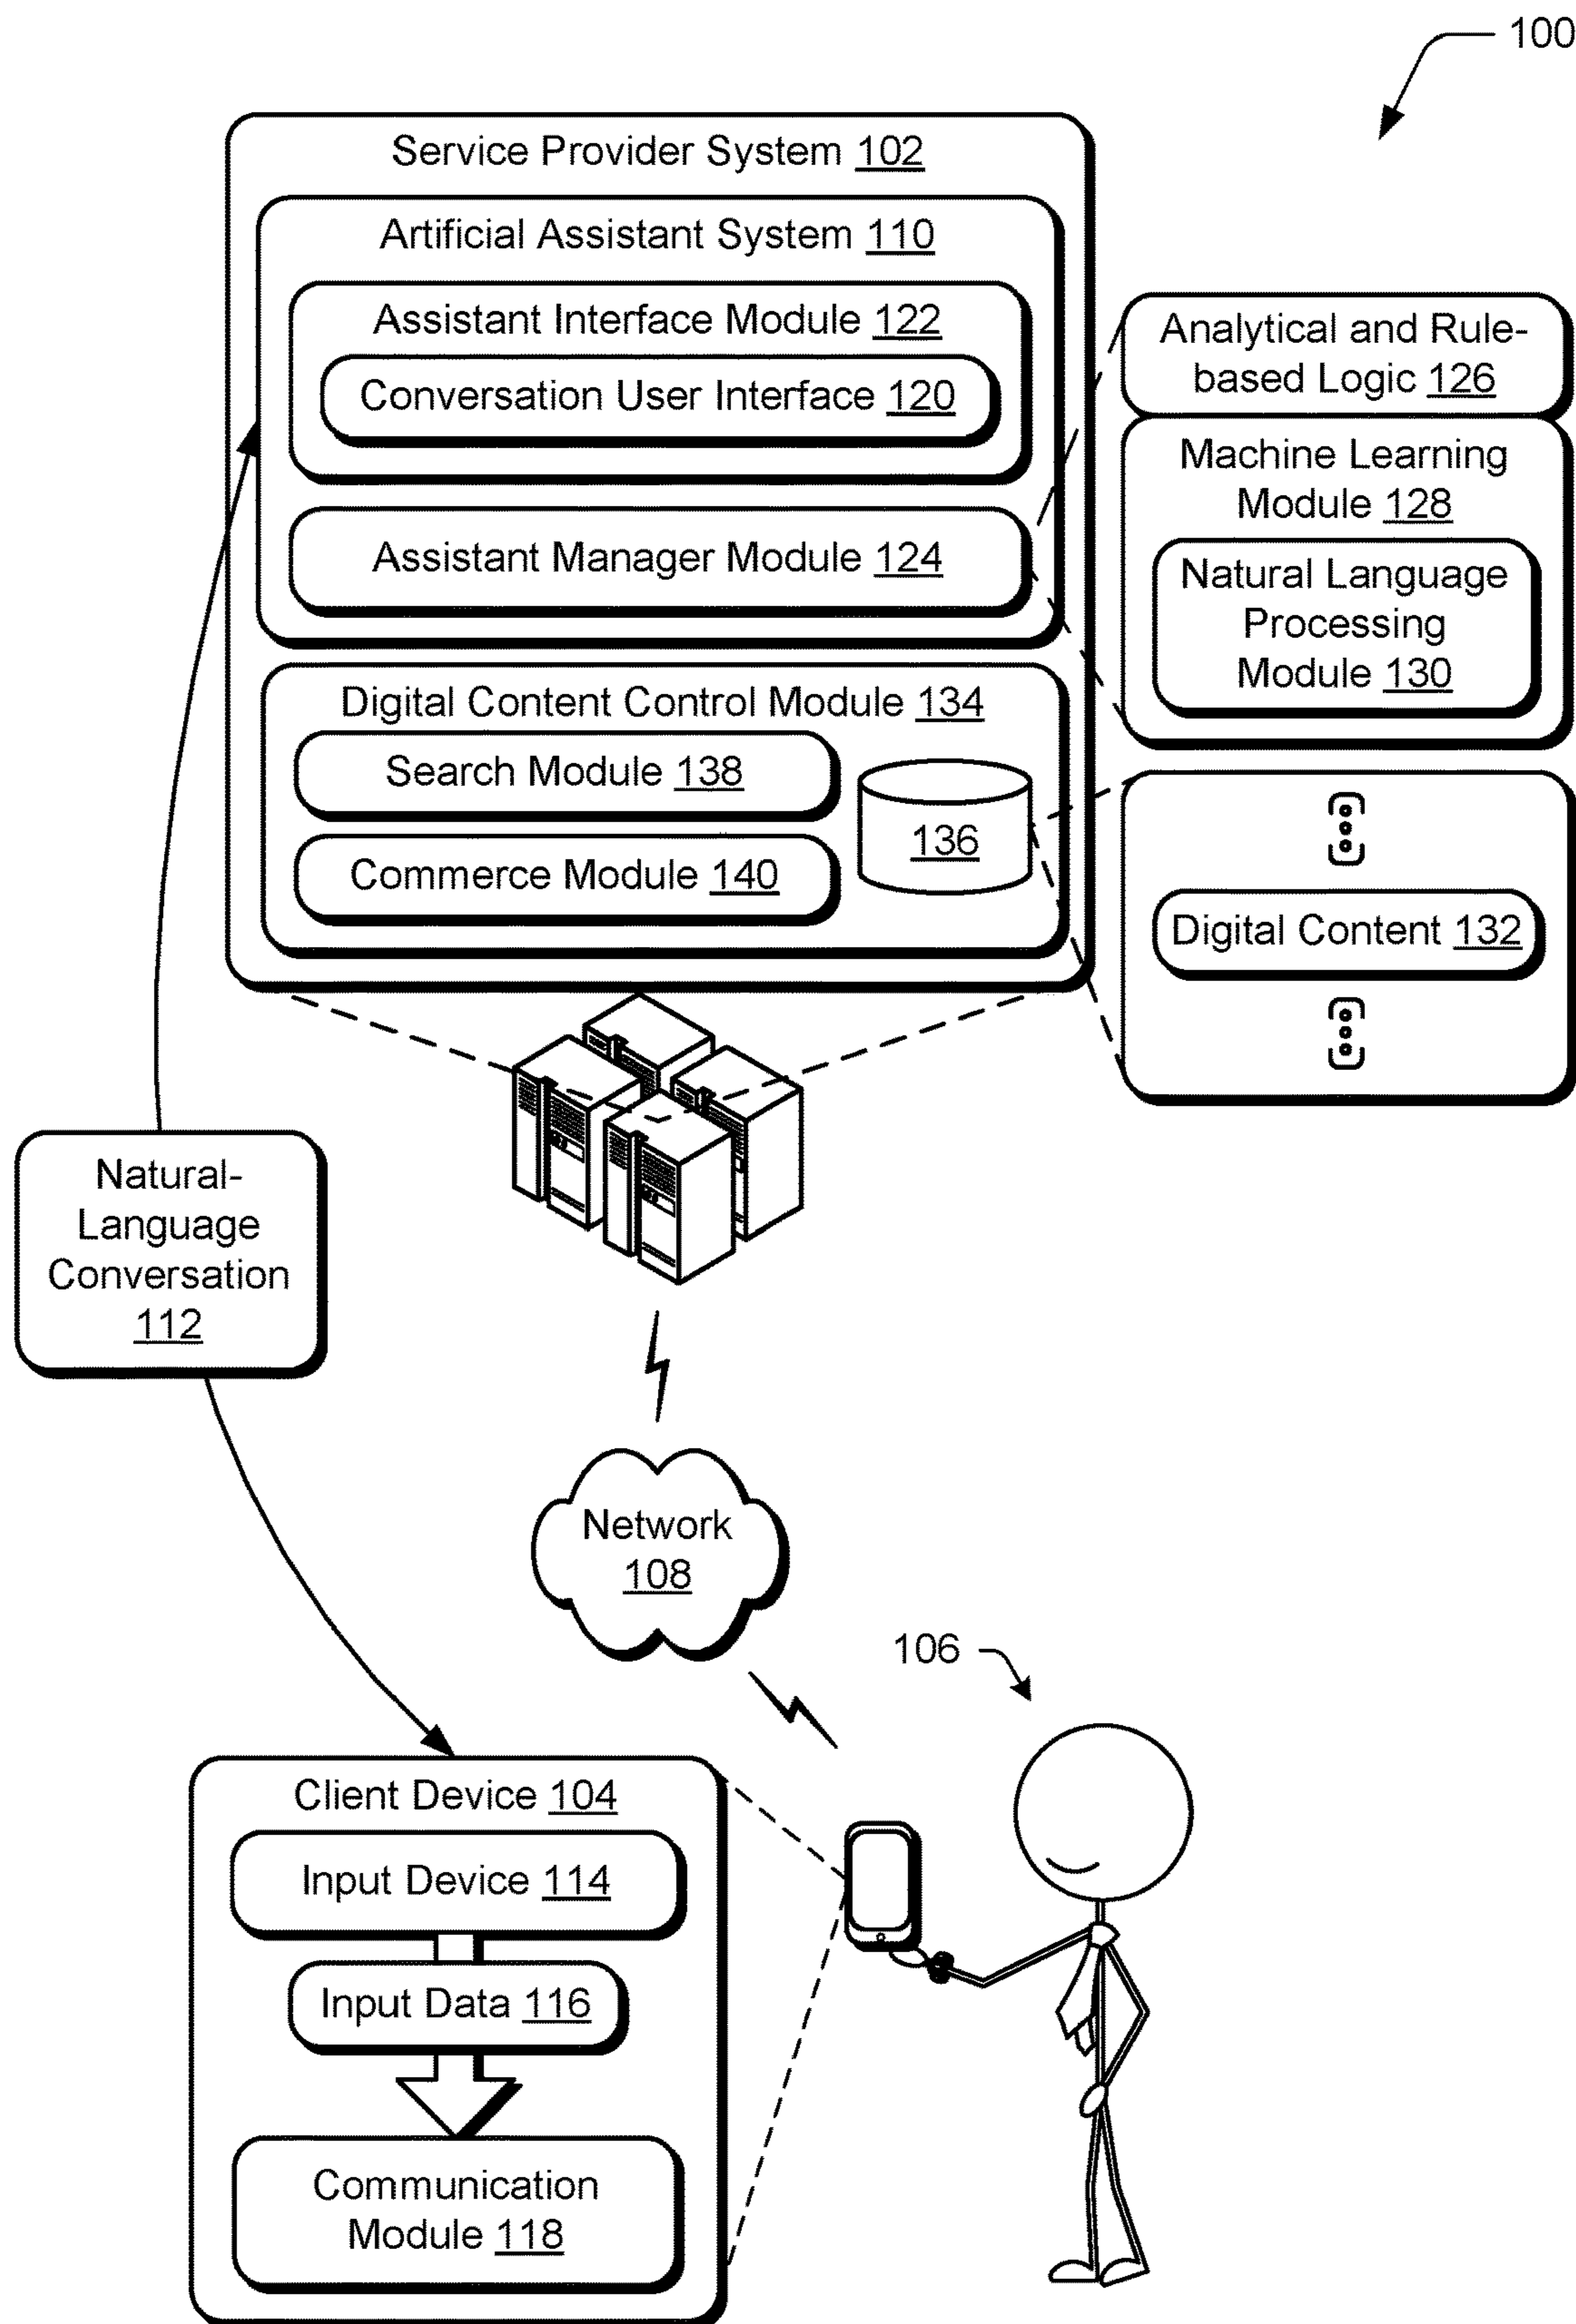 100
Service Provider System 102
Artificial Assistant System 110
Assistant Interface Module 122
Conversation User Interface 120
Assistant Manager Module 124
Analytical and Rule-
based Logic 126
Machine Learning
Module 128
Natural Language
Processing
Module 130
Digital Content Control Module 134
Search Module 138
Commerce Module 140
136
Digital Content 132
Natural-
Language
Conversation
112
Network
108
106
Client Device 104
Input Device 114
Input Data 116
Communication
Module 118